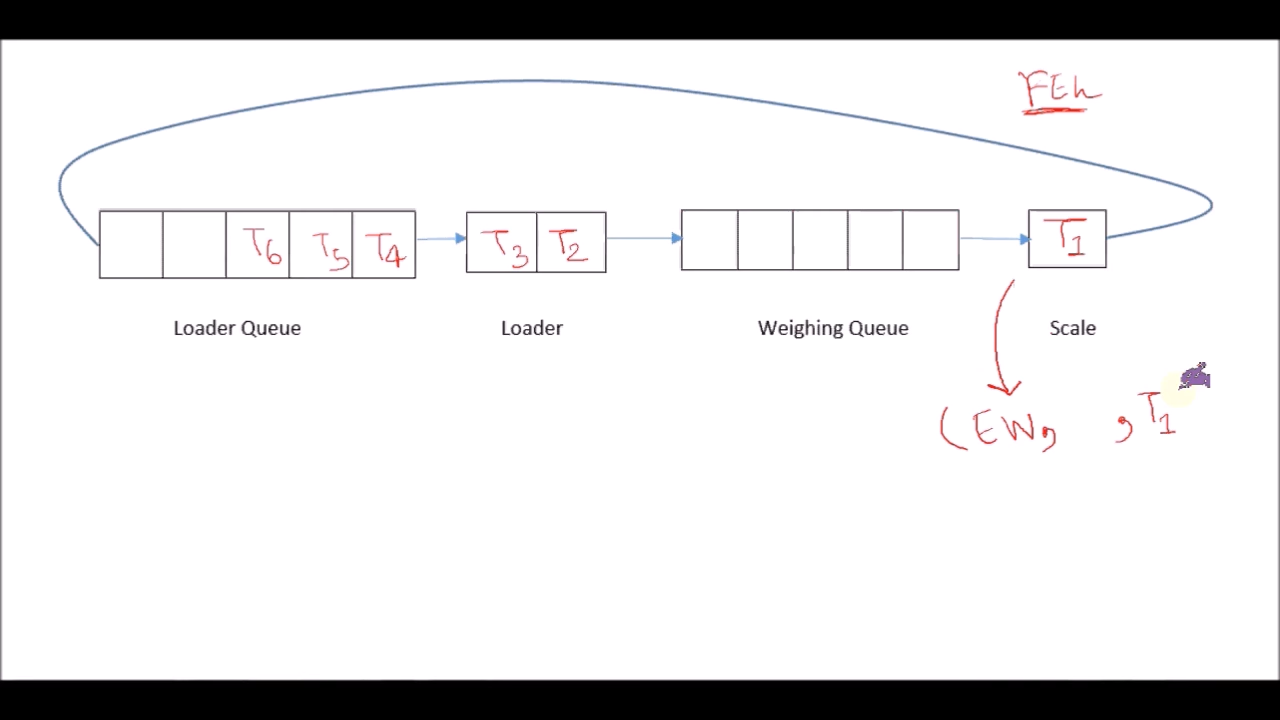 FEL
T6 T5 T4 T3 T2 T1
Loader Queue Loader Weighing Queue Scale
(EW, , T1